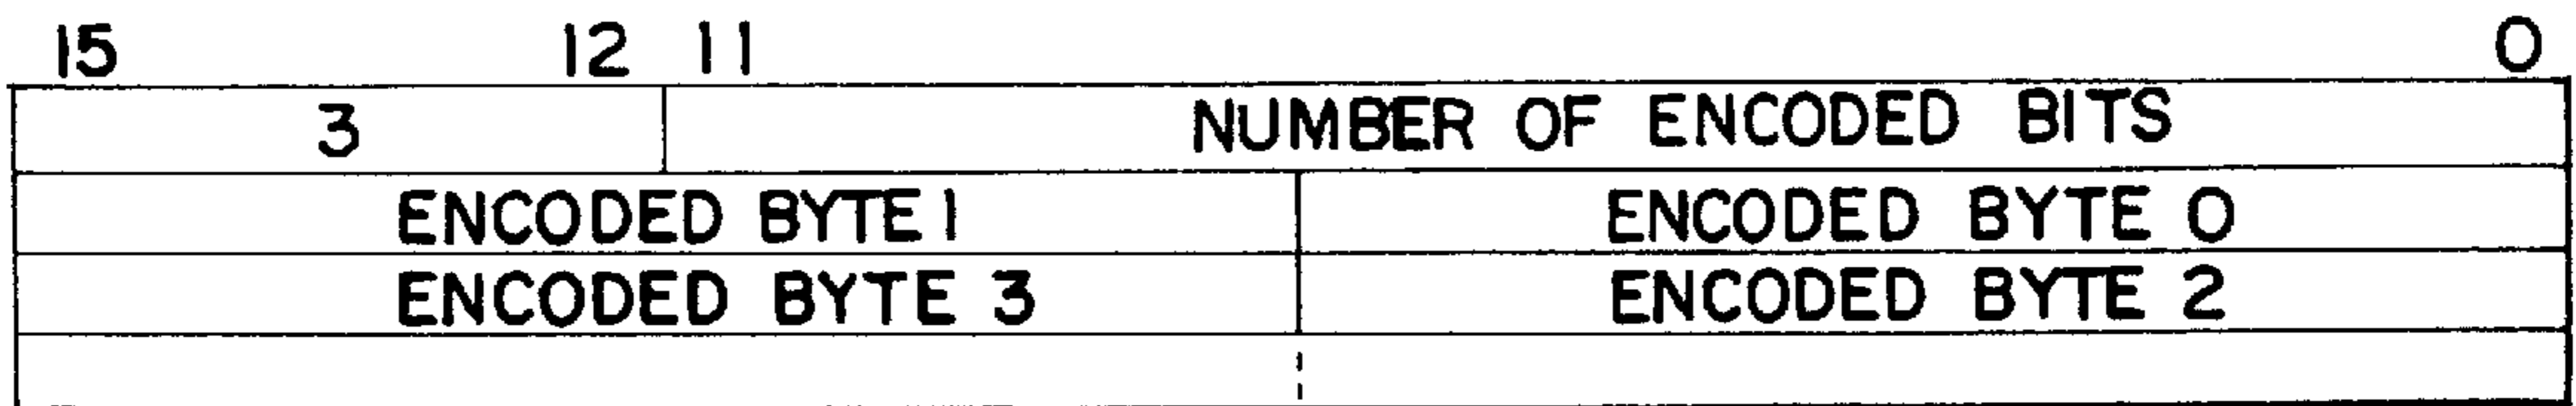 15 12 11 0
3 NUMBER OF ENCODED BITS
ENCODED BYTE 1 ENCODED BYTE 0
ENCODED BYTE 3 ENCODED BYTE 2